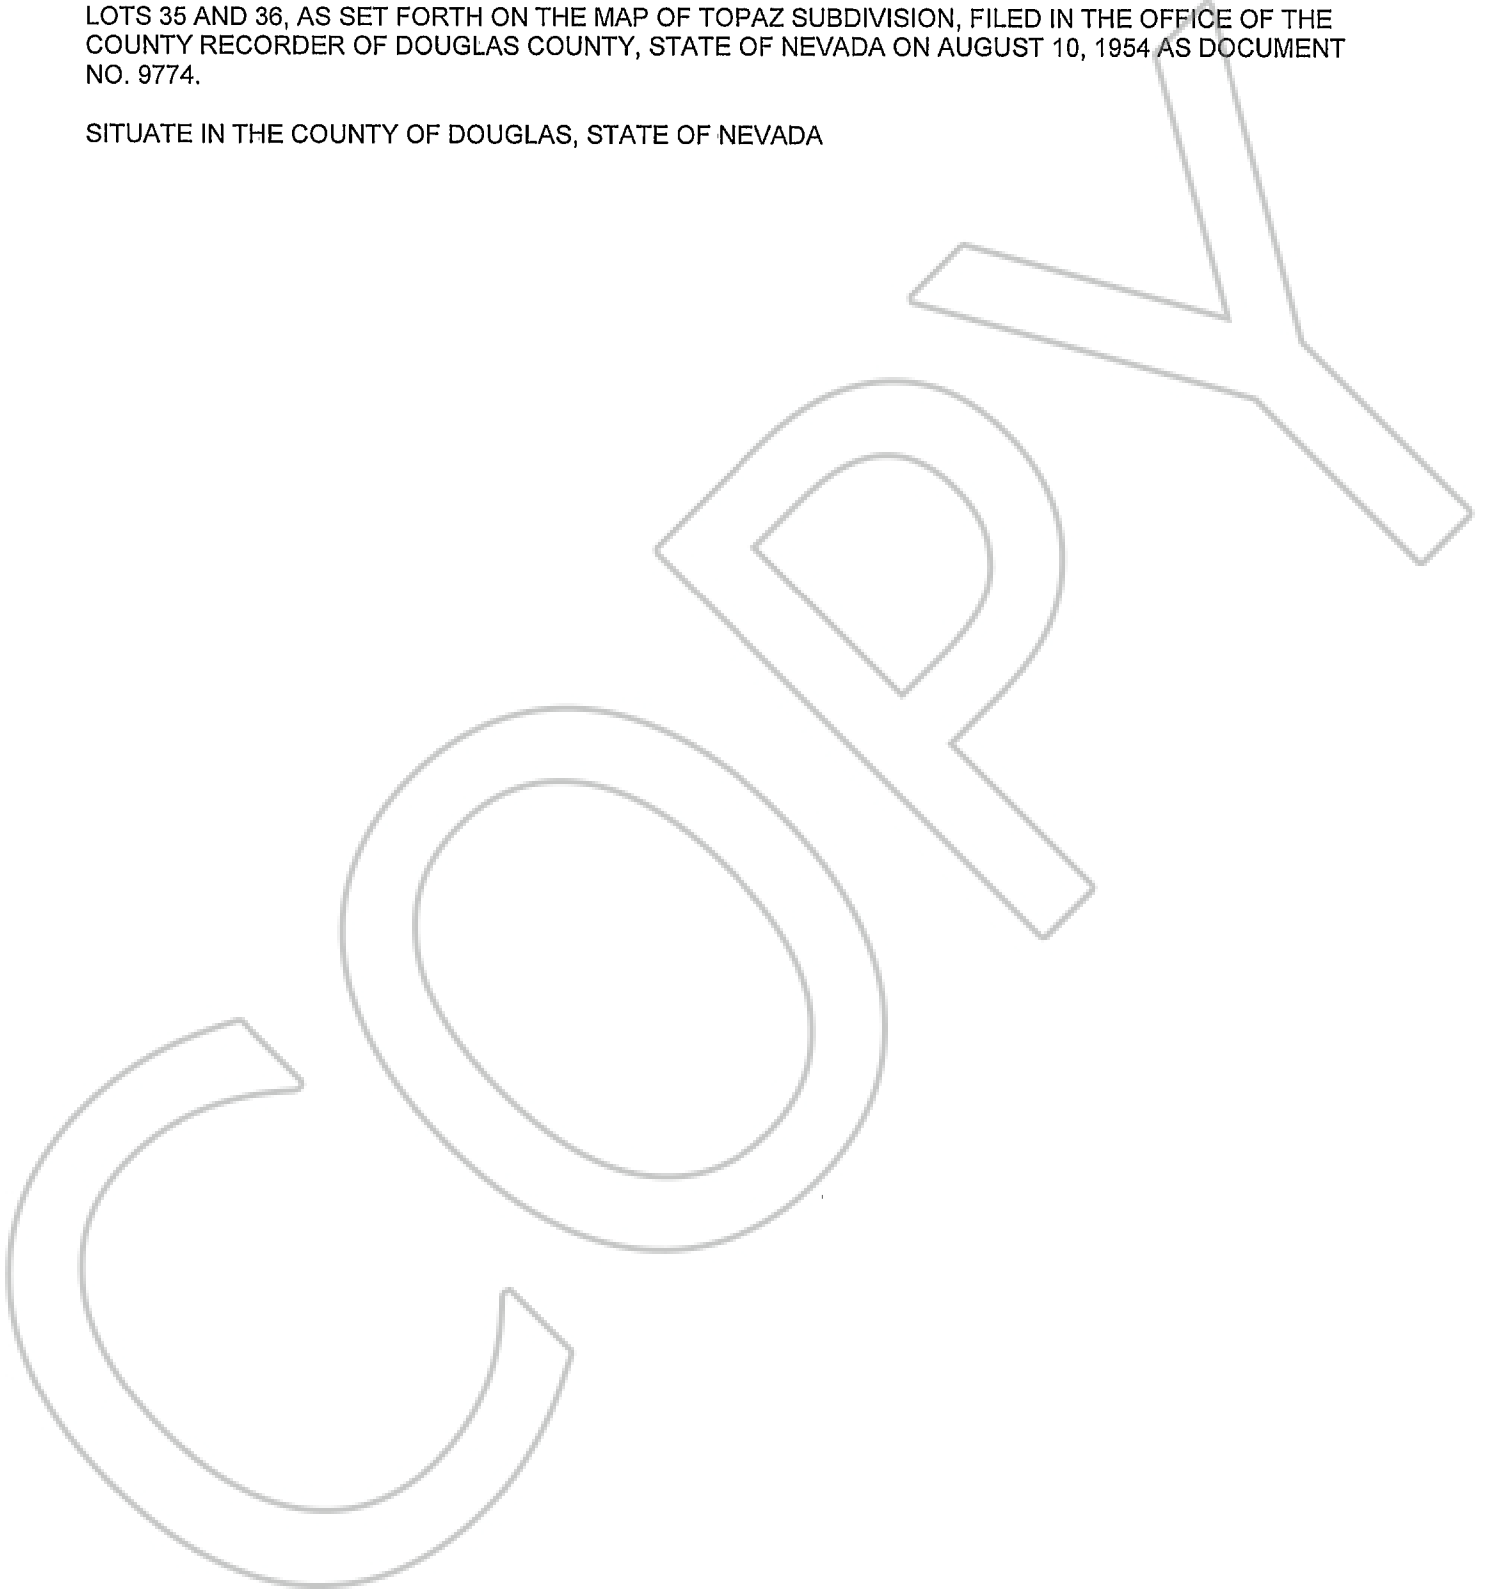 LOTS 35 AND 36, AS SET FORTH ON THE MAP OF TOPAZ SUBDIVISION, FILED IN THE OFFICE OF THE
COUNTY RECORDER OF DOUGLAS COUNTY, STATE OF NEVADA ON AUGUST 10, 1954 AS DOCUMENT
NO. 9774.
SITUATE IN THE COUNTY OF DOUGLAS, STATE OF NEVADA
COPY